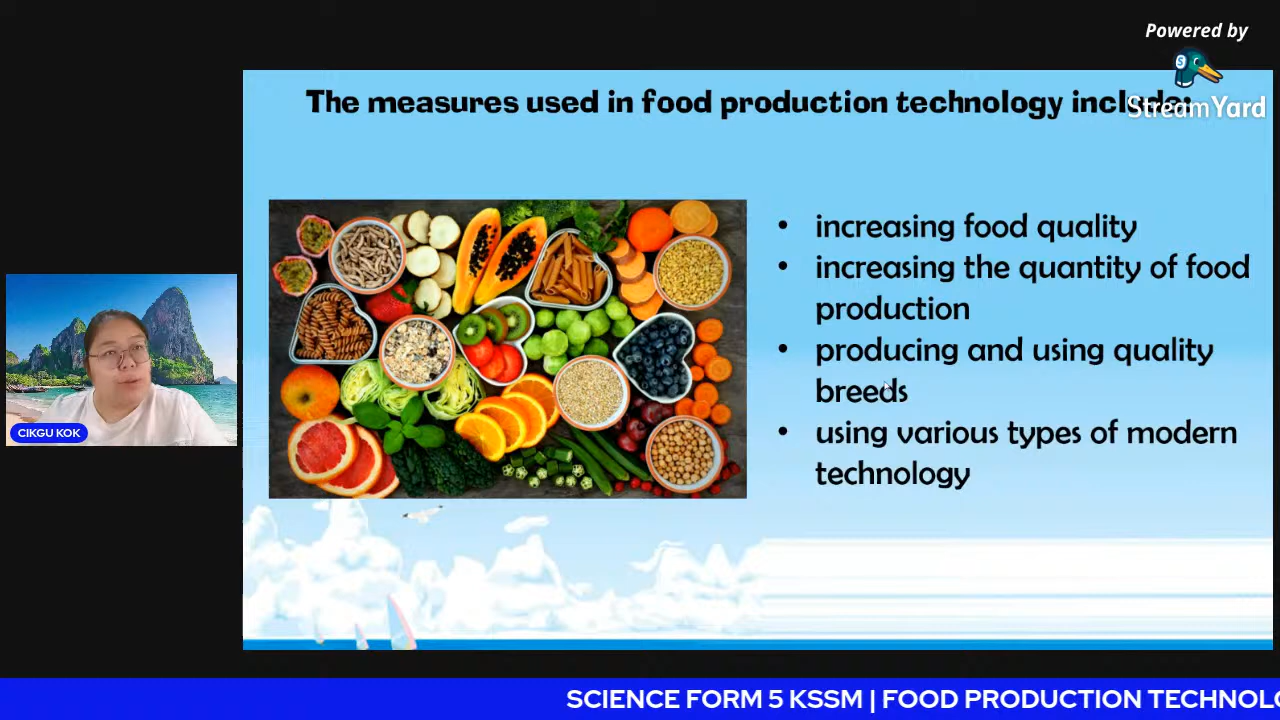 Powered by
StreamYard
The measures used in food production technology
• increasing food quality
• increasing the quantity of food
production
• producing and using quality
breeds
• using various types of modern
technology
CIKGU KOK
SCIENCE FORM 5 KSSM | FOOD PRODUCTION